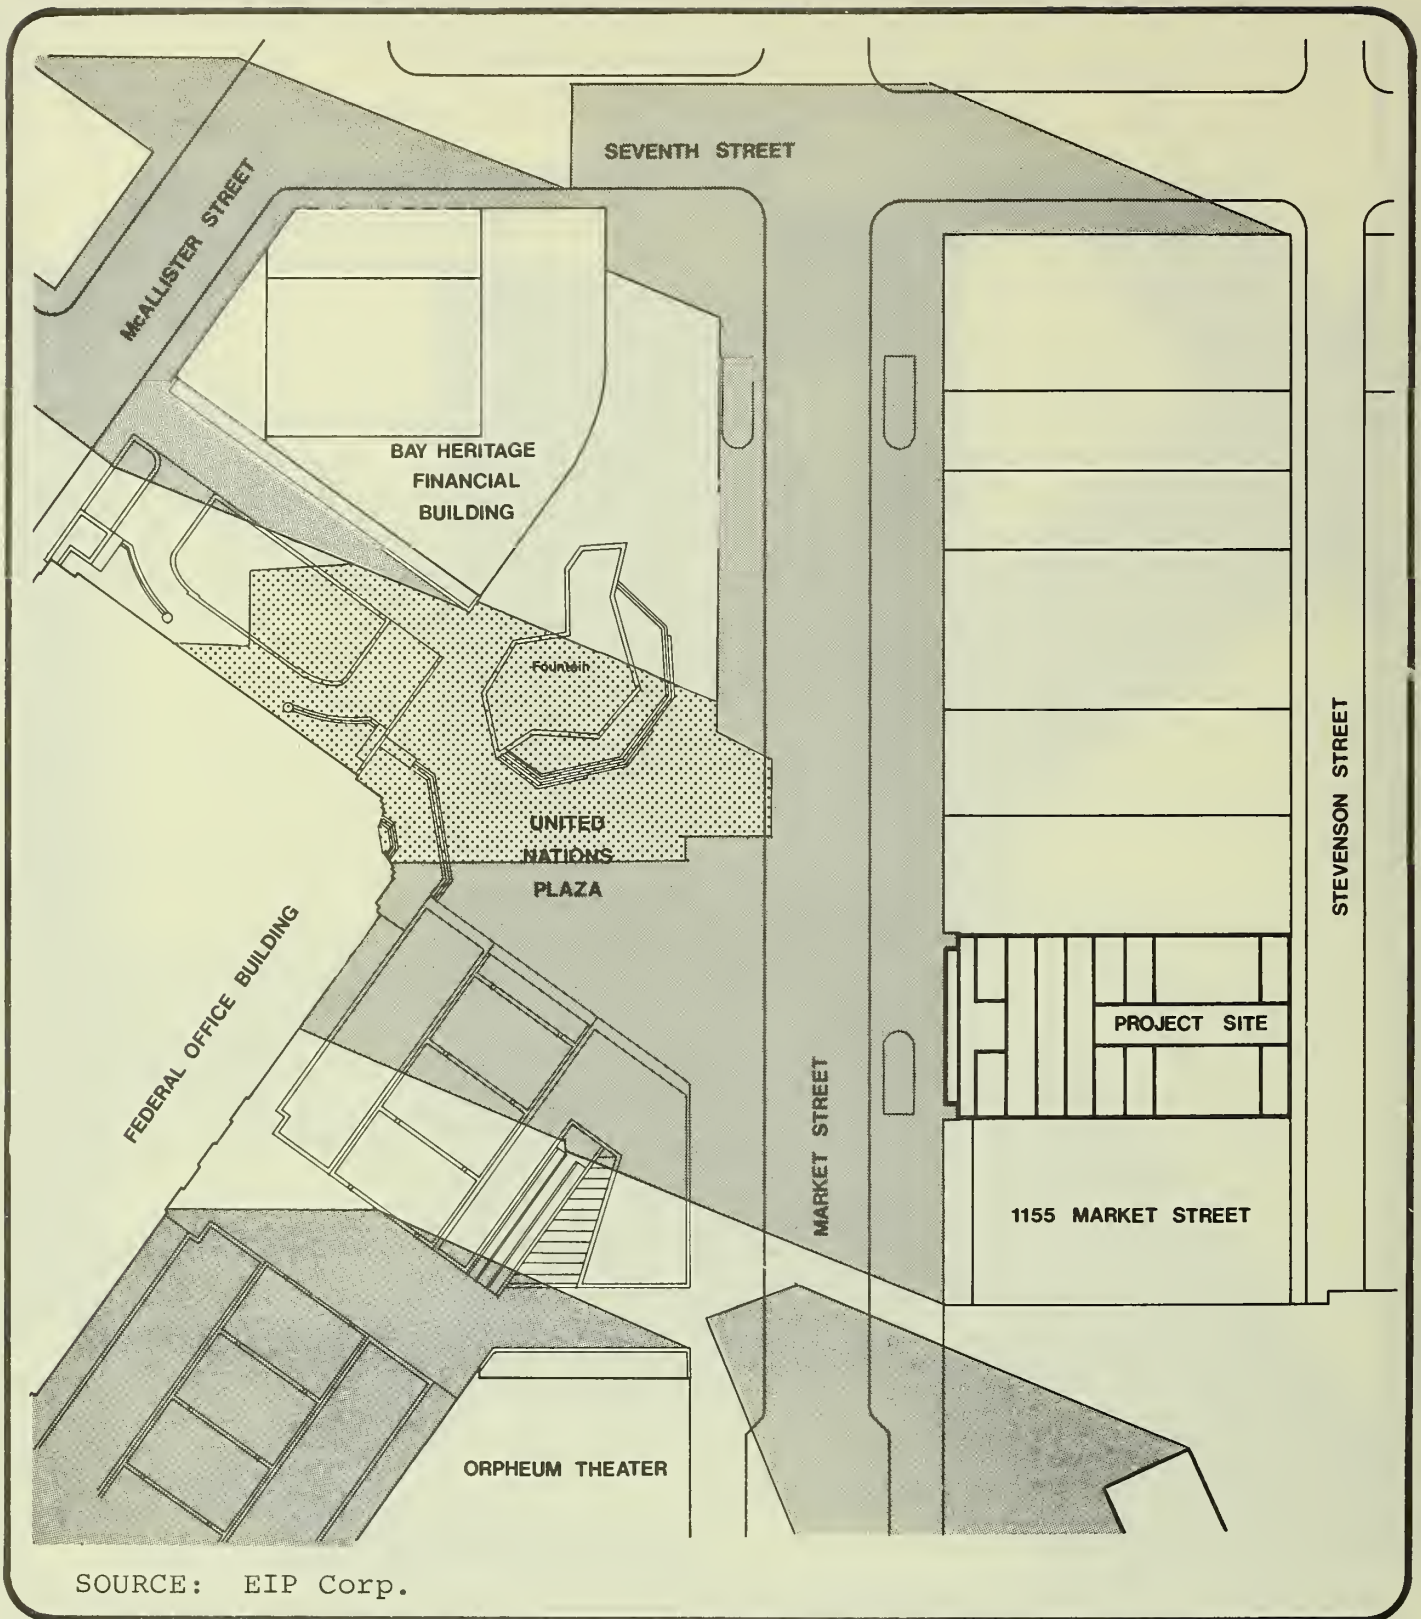 SEVENTH STREET
McALLISTER STREET
BAY HERITAGE
FINANCIAL
BUILDING
Fountain
UNITED
NATIONS
PLAZA
STEVENSON STREET
FEDERAL OFFICE BUILDING
PROJECT SITE
MARKET STREET
1155 MARKET STREET
ORPHEUM THEATER
SOURCE: EIP Corp.